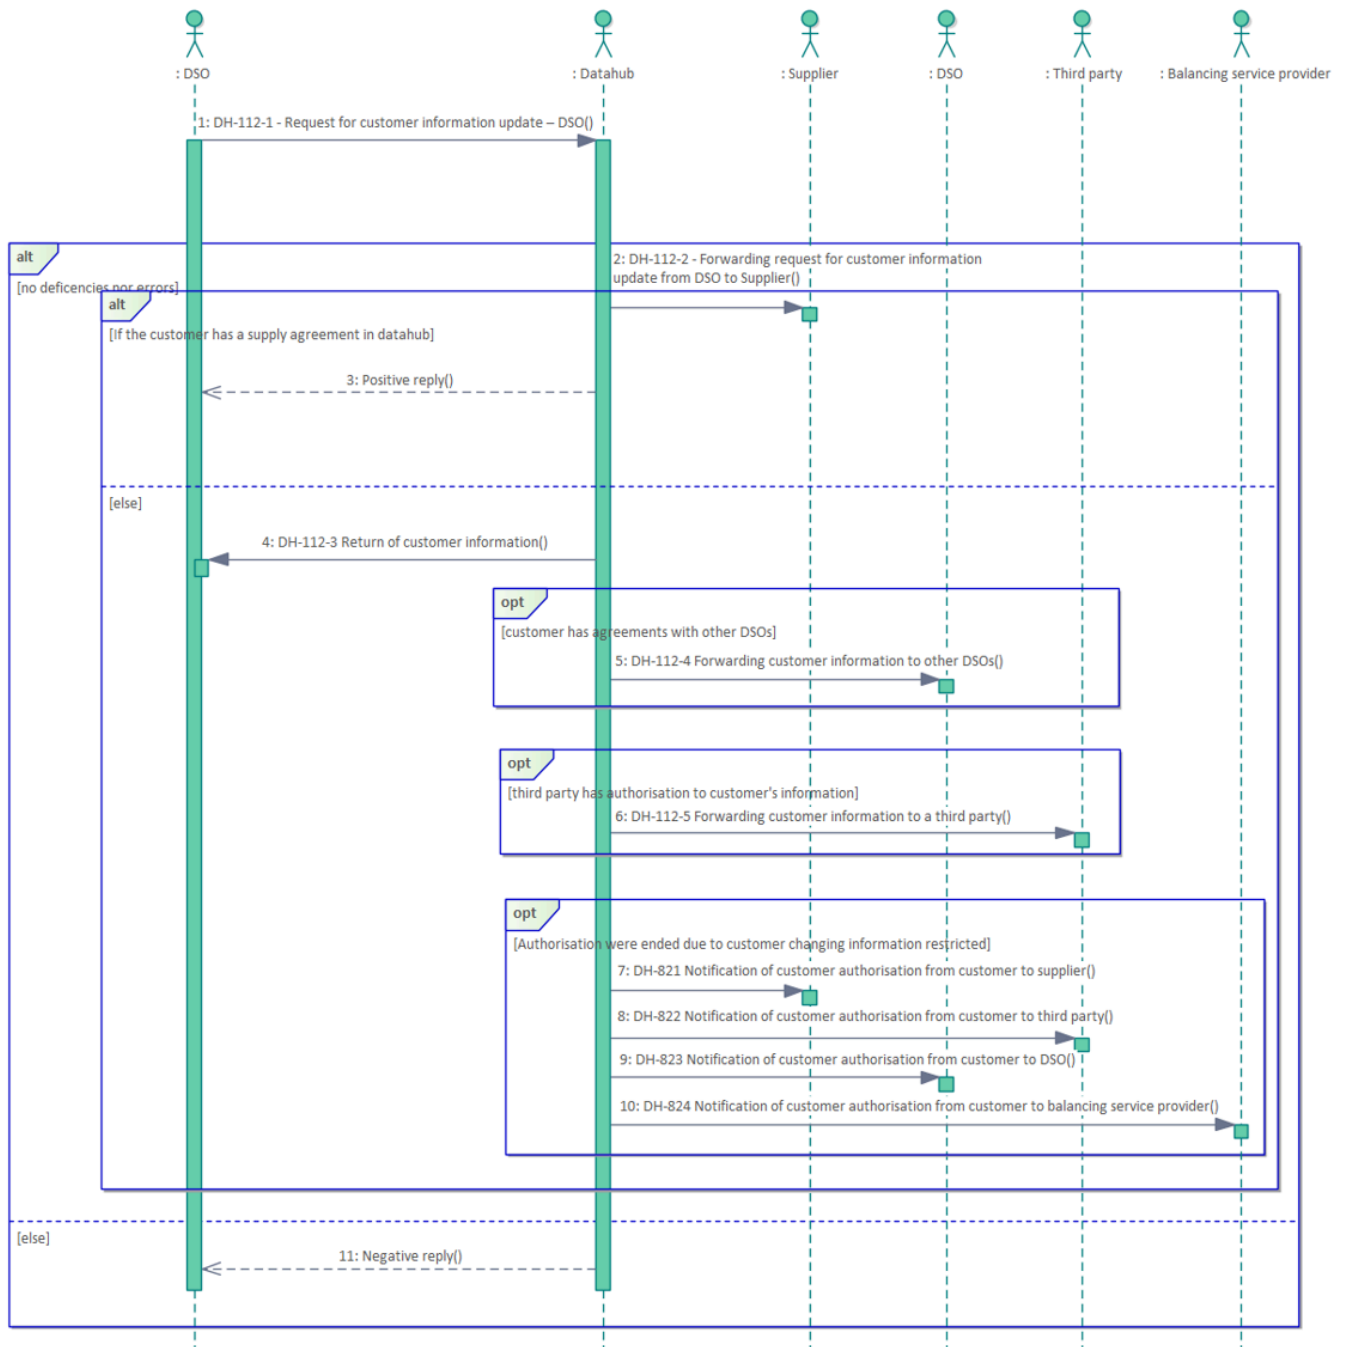 : DSO
: Datahub
: Supplier
: DSO
: Third party
: Balancing service provider
1: DH-112-1 - Request for customer information update – DSO()
alt
[no deficencies nor errors]
2: DH-112-2 - Forwarding request for customer information
update from DSO to Supplier()
alt
[If the customer has a supply agreement in datahub]
3: Positive reply()
[else]
4: DH-112-3 Return of customer information()
opt
[customer has agreements with other DSOs]
5: DH-112-4 Forwarding customer information to other DSOs()
opt
[third party has authorisation to customer's information]
6: DH-112-5 Forwarding customer information to a third party()
opt
[Authorisation were ended due to customer changing information restricted]
7: DH-821 Notification of customer authorisation from customer to supplier()
8: DH-822 Notification of customer authorisation from customer to third party()
9: DH-823 Notification of customer authorisation from customer to DSO()
10: DH-824 Notification of customer authorisation from customer to balancing service provider()
[else]
11: Negative reply()